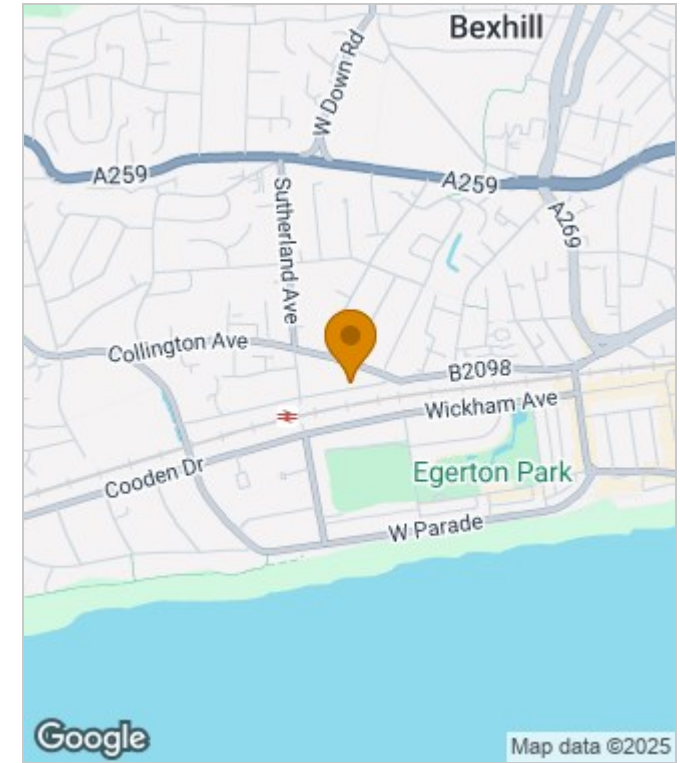 Bexhill
W Down Rd
A259
A259
A269
Sutherland Ave
Collington Ave
B2098
Wickham Ave
Cooden Dr
Egerton Park
W Parade
Google
Map data ©2025